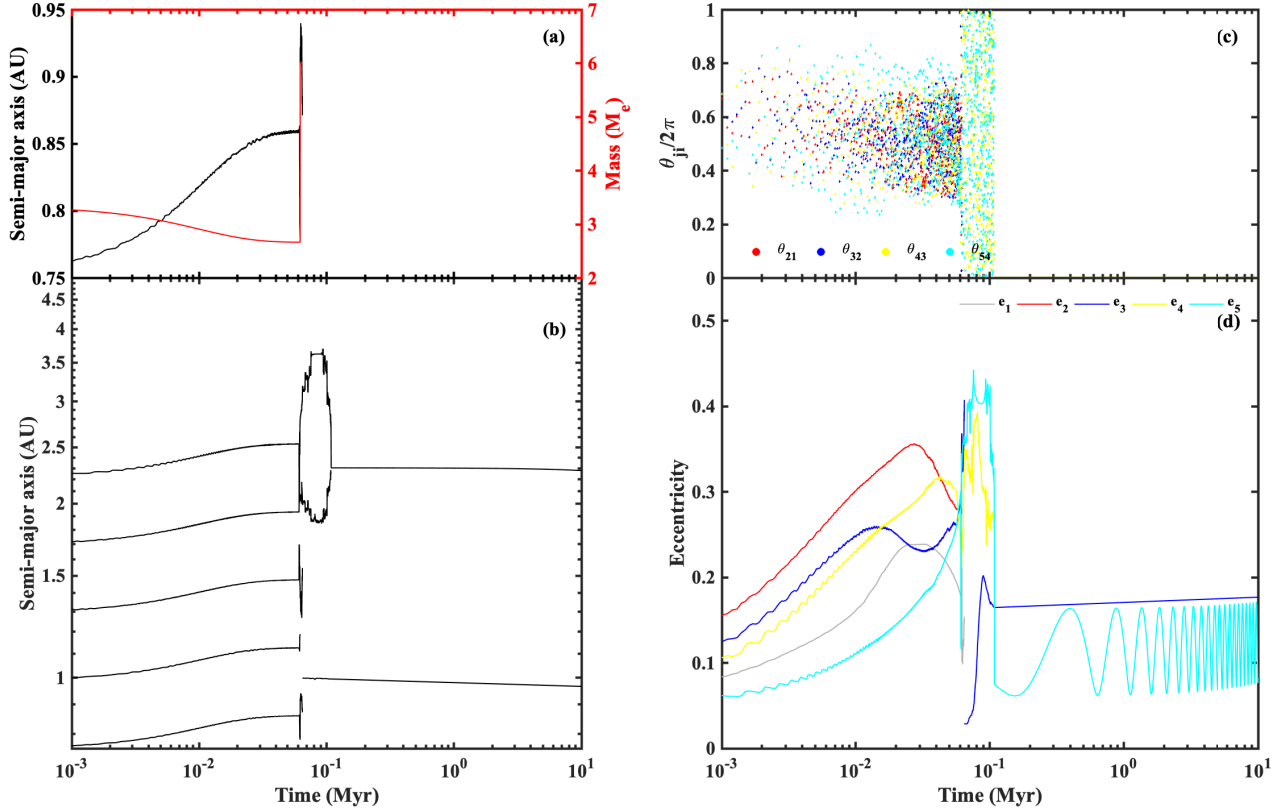 0.95
0.9
0.85
0.8
0.75
Semi-major axis (AU)
7
6
5
4
3
2
Mass (M_e)
(a)
4.5
4
3.5
3
2.5
2
1.5
1
Semi-major axis (AU)
(b)
10^-3 10^-2 10^-1 10^0 10^1
Time (Myr)
1
0.8
0.6
0.4
0.2
0
θ_ji/2π
(c)
θ_21 θ_32 θ_43 θ_54
0.5
0.4
0.3
0.2
0.1
0
Eccentricity
e_1 e_2 e_3 e_4 e_5
(d)
10^-3 10^-2 10^-1 10^0 10^1
Time (Myr)